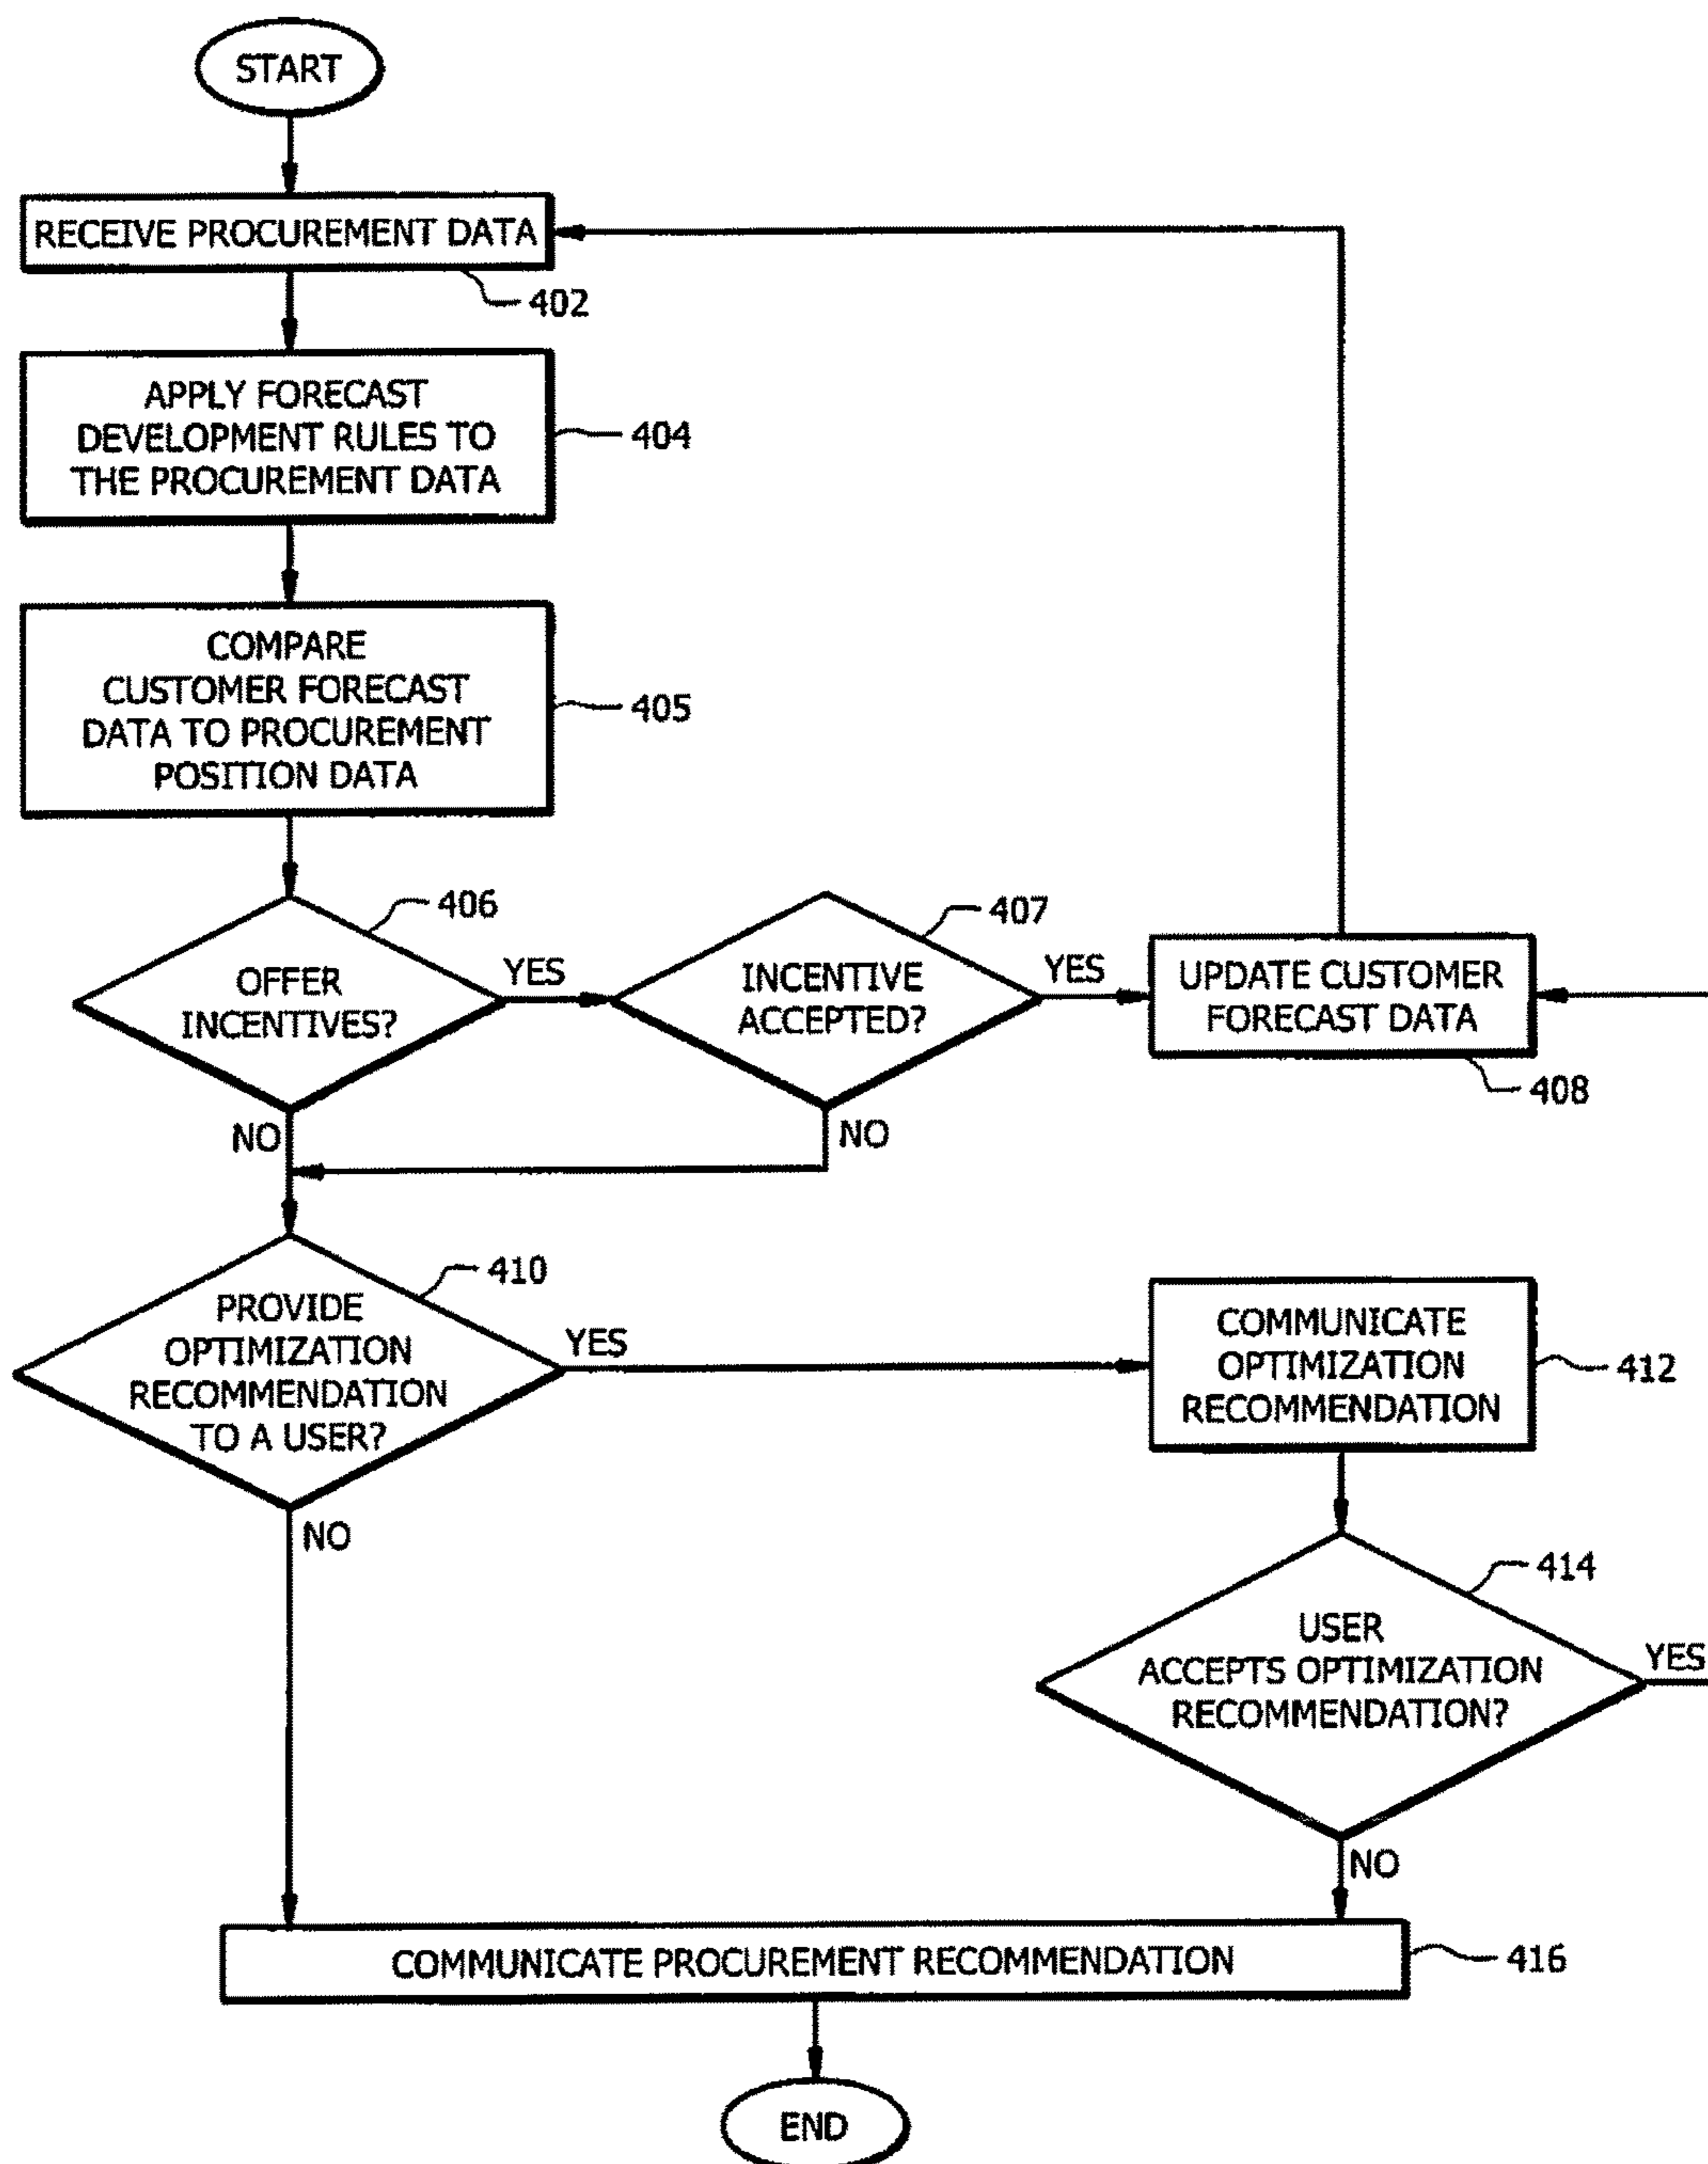 START
RECEIVE PROCUREMENT DATA
402
APPLY FORECAST
DEVELOPMENT RULES TO
THE PROCUREMENT DATA
404
COMPARE
CUSTOMER FORECAST
DATA TO PROCUREMENT
POSITION DATA
405
406
OFFER
INCENTIVES?
YES
NO
407
INCENTIVE
ACCEPTED?
YES
NO
UPDATE CUSTOMER
FORECAST DATA
408
410
PROVIDE
OPTIMIZATION
RECOMMENDATION
TO A USER?
YES
NO
COMMUNICATE
OPTIMIZATION
RECOMMENDATION
412
414
USER
ACCEPTS OPTIMIZATION
RECOMMENDATION?
YES
NO
COMMUNICATE PROCUREMENT RECOMMENDATION
416
END